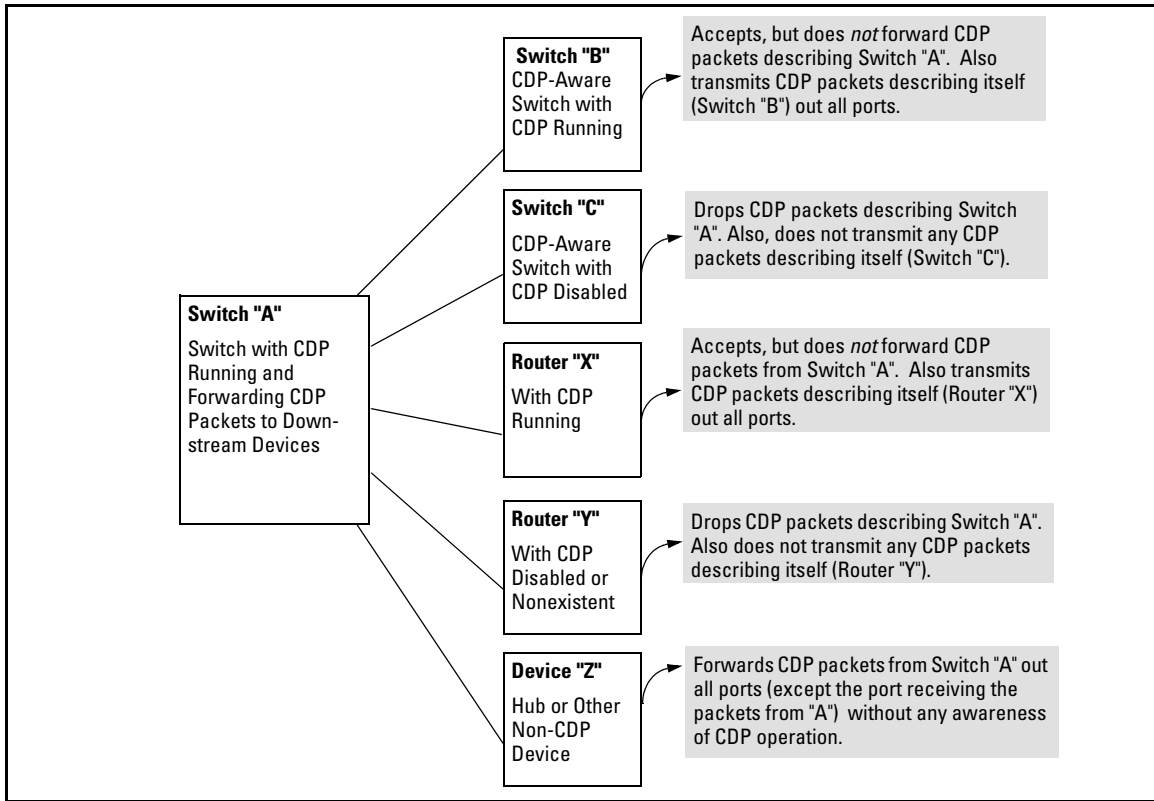 Switch "A"
Switch with CDP
Running and
Forwarding CDP
Packets to Down-
stream Devices
Switch "B"
CDP-Aware
Switch with
CDP Running
Accepts, but does not forward CDP
packets describing Switch "A". Also
transmits CDP packets describing itself
(Switch "B") out all ports.
Switch "C"
CDP-Aware
Switch with
CDP Disabled
Drops CDP packets describing Switch
"A". Also, does not transmit any CDP
packets describing itself (Switch "C").
Router "X"
With CDP
Running
Accepts, but does not forward CDP
packets from Switch "A". Also transmits
CDP packets describing itself (Router "X")
out all ports.
Router "Y"
With CDP
Disabled or
Nonexistent
Drops CDP packets describing Switch "A".
Also does not transmit any CDP packets
describing itself (Router "Y").
Device "Z"
Hub or Other
Non-CDP
Device
Forwards CDP packets from Switch "A" out
all ports (except the port receiving the
packets from "A") without any awareness
of CDP operation.